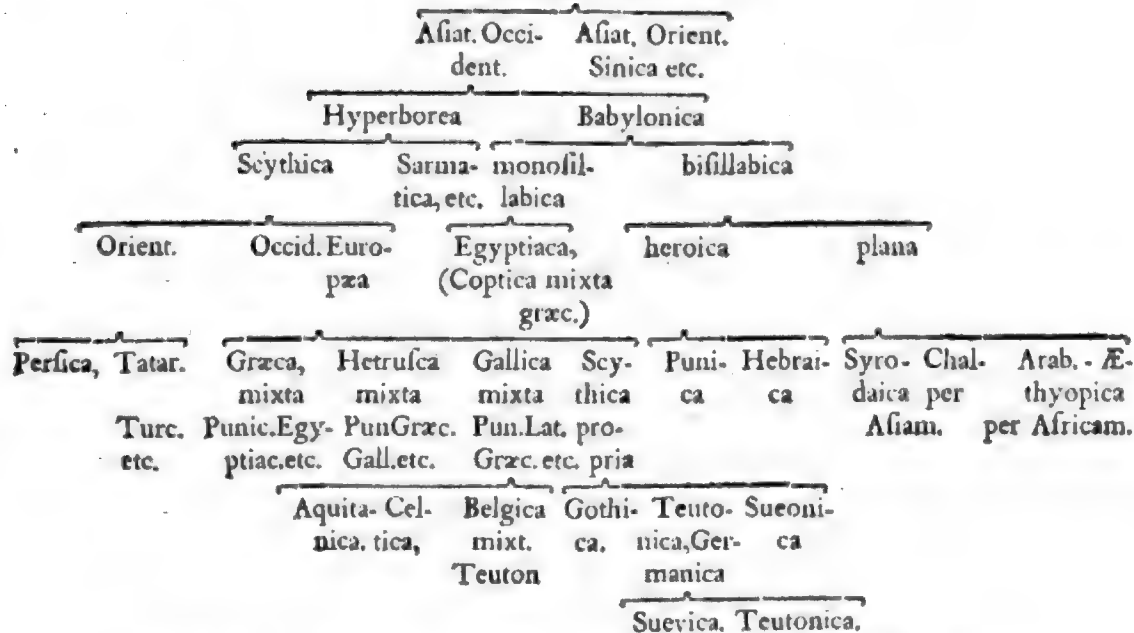 Aſiat. Occi- Aſiat. Orient.
dent. Sinica etc.
Hyperborea Babylonica
Scythica Sarma- monoſil- biſillabica
tica, etc. labica
Orient. Occid. Euro- Egyptiaca, heroica plana
pæa (Coptica mixta
græc.)
Perſica, Tatar. Græca, Hetruſca Gallica Scy- Puni- Hebrai- Syro- Chal- Arab. - Æ-
mixta mixta mixta thica ca ca daica per thyopica
Turc. Punic. Egy- PunGræc. Pun. Lat. pro- Aſiam. per Africam.
etc. ptiac. etc. Gall. etc. Græc. etc. pria
Aquita- Cel- Belgica Gothi- Teuto- Sueoni-
nica. tica, mixt. ca. nica, Ger- ca
Teuton manica
Suevica. Teutonica.